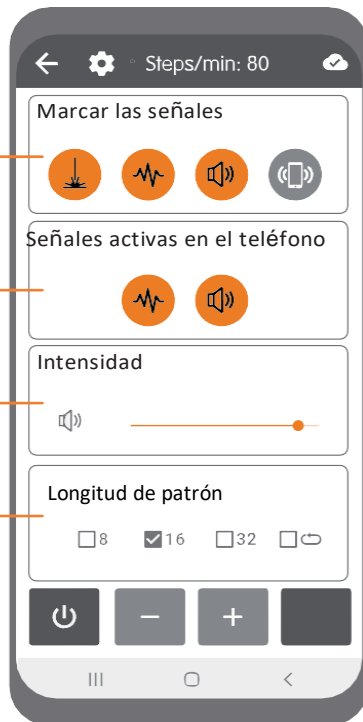 Steps/min: 80
Marcar las señales
Señales activas en el teléfono
Intensidad
Longitud de patrón
8 16 32